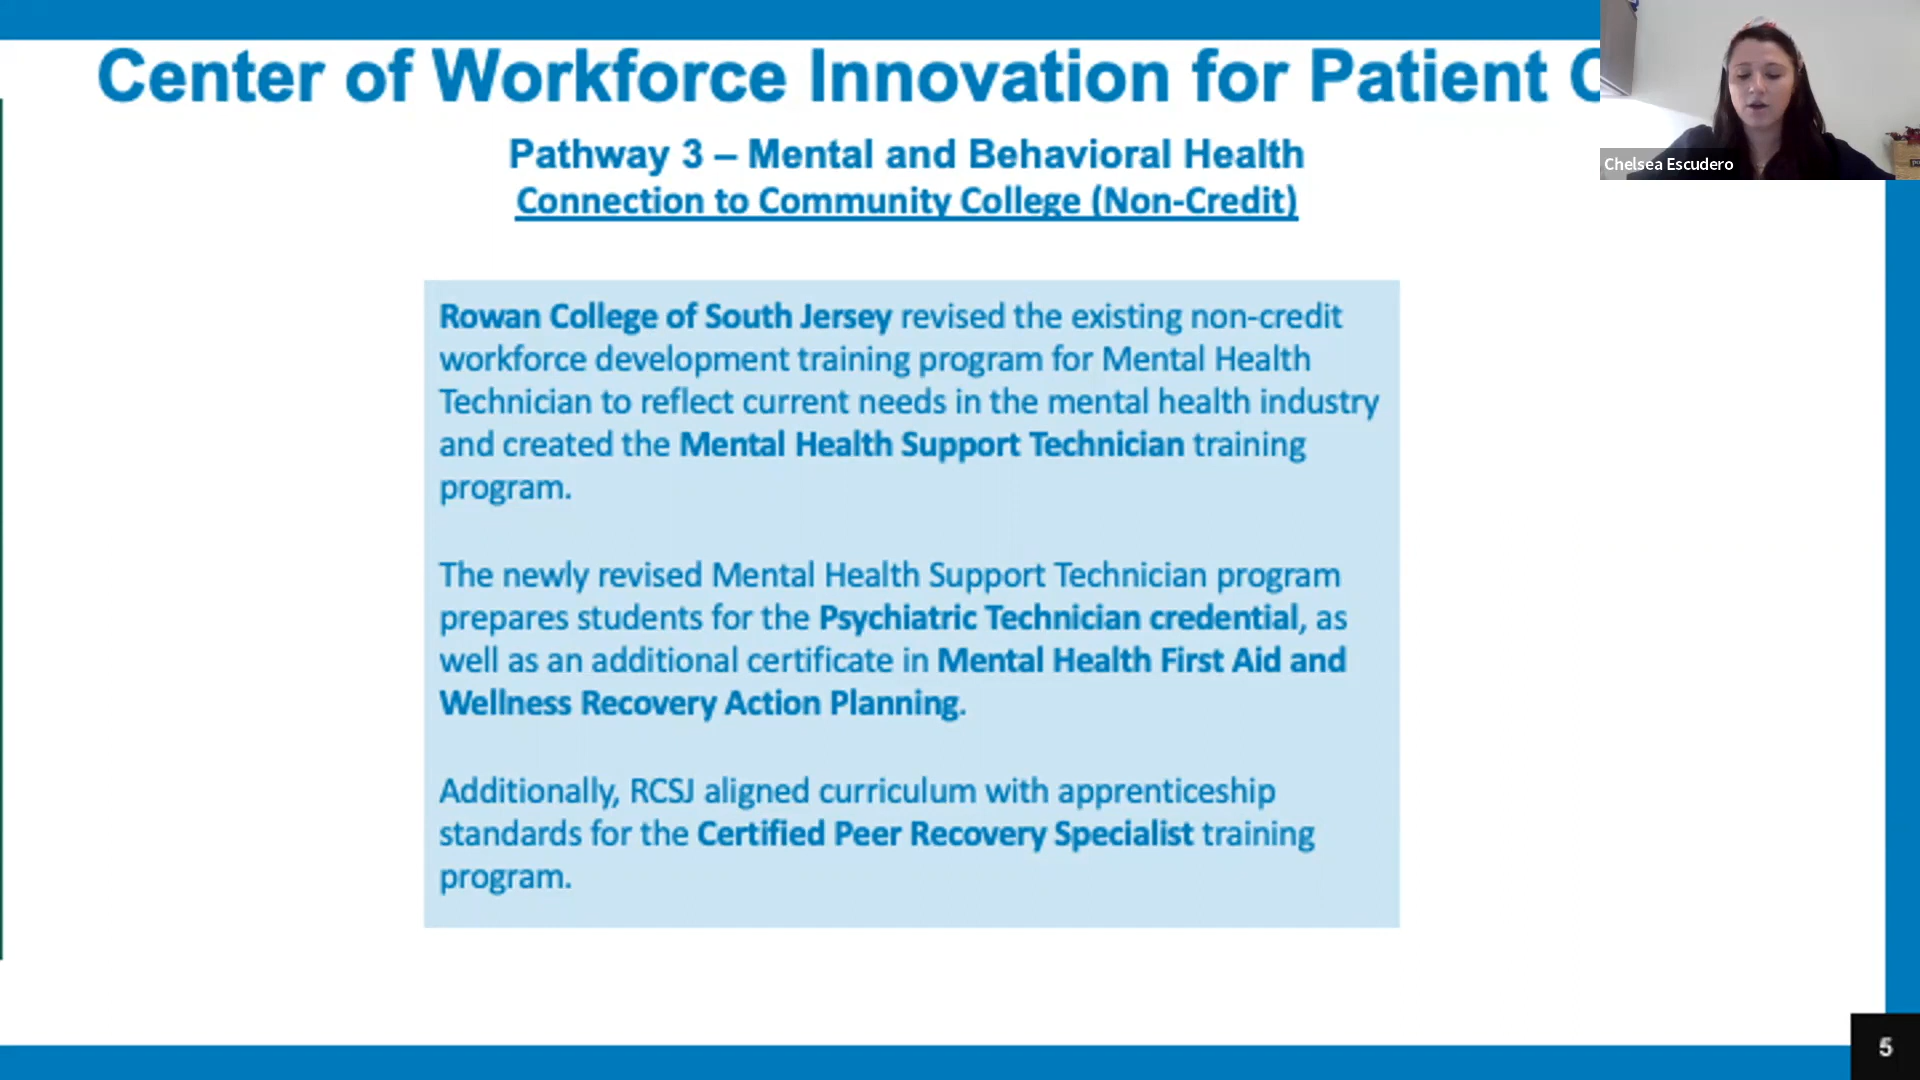 Center of Workforce Innovation for Patient
Chelsea Escudero
Pathway 3 – Mental and Behavioral Health
Connection to Community College (Non-Credit)
Rowan College of South Jersey revised the existing non-credit
workforce development training program for Mental Health
Technician to reflect current needs in the mental health industry
and created the Mental Health Support Technician training
program.
The newly revised Mental Health Support Technician program
prepares students for the Psychiatric Technician credential, as
well as an additional certificate in Mental Health First Aid and
Wellness Recovery Action Planning.
Additionally, RCSJ aligned curriculum with apprenticeship
standards for the Certified Peer Recovery Specialist training
program.
5